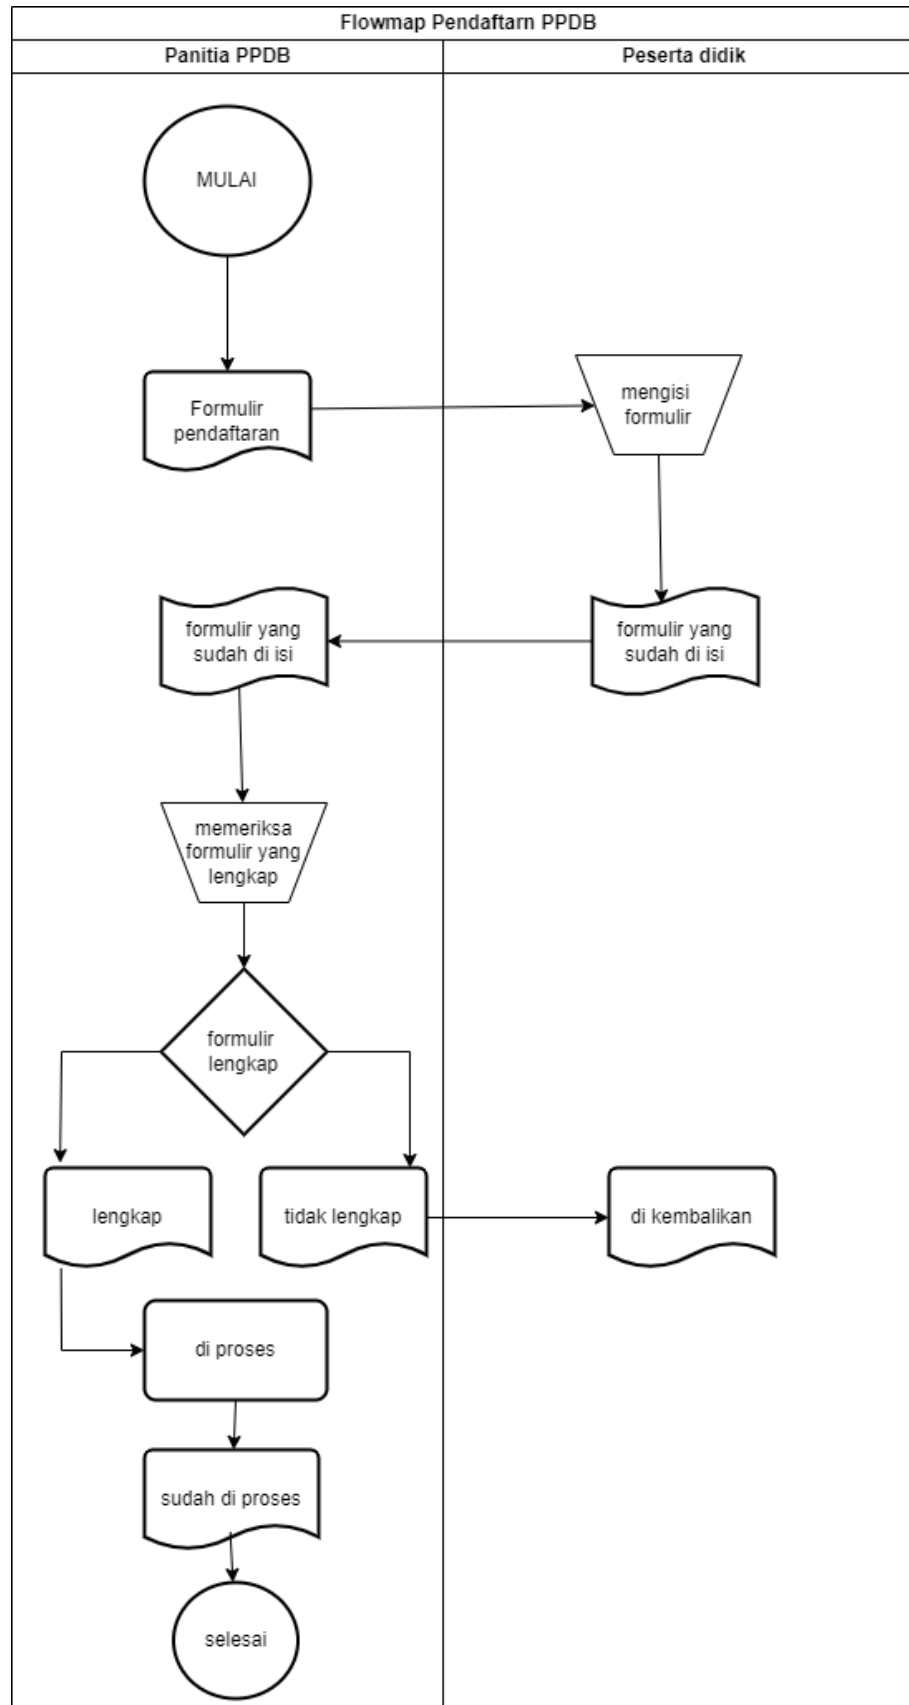 Flowmap Pendaftarn PPDB
Panitia PPDB
Peserta didik
MULAI
Formulir
pendaftaran
mengisi
formulir
formulir yang
sudah di isi
formulir yang
sudah di isi
memeriksa
formulir yang
lengkap
formulir
lengkap
lengkap
tidak lengkap
di kembalikan
di proses
sudah di proses
selesai